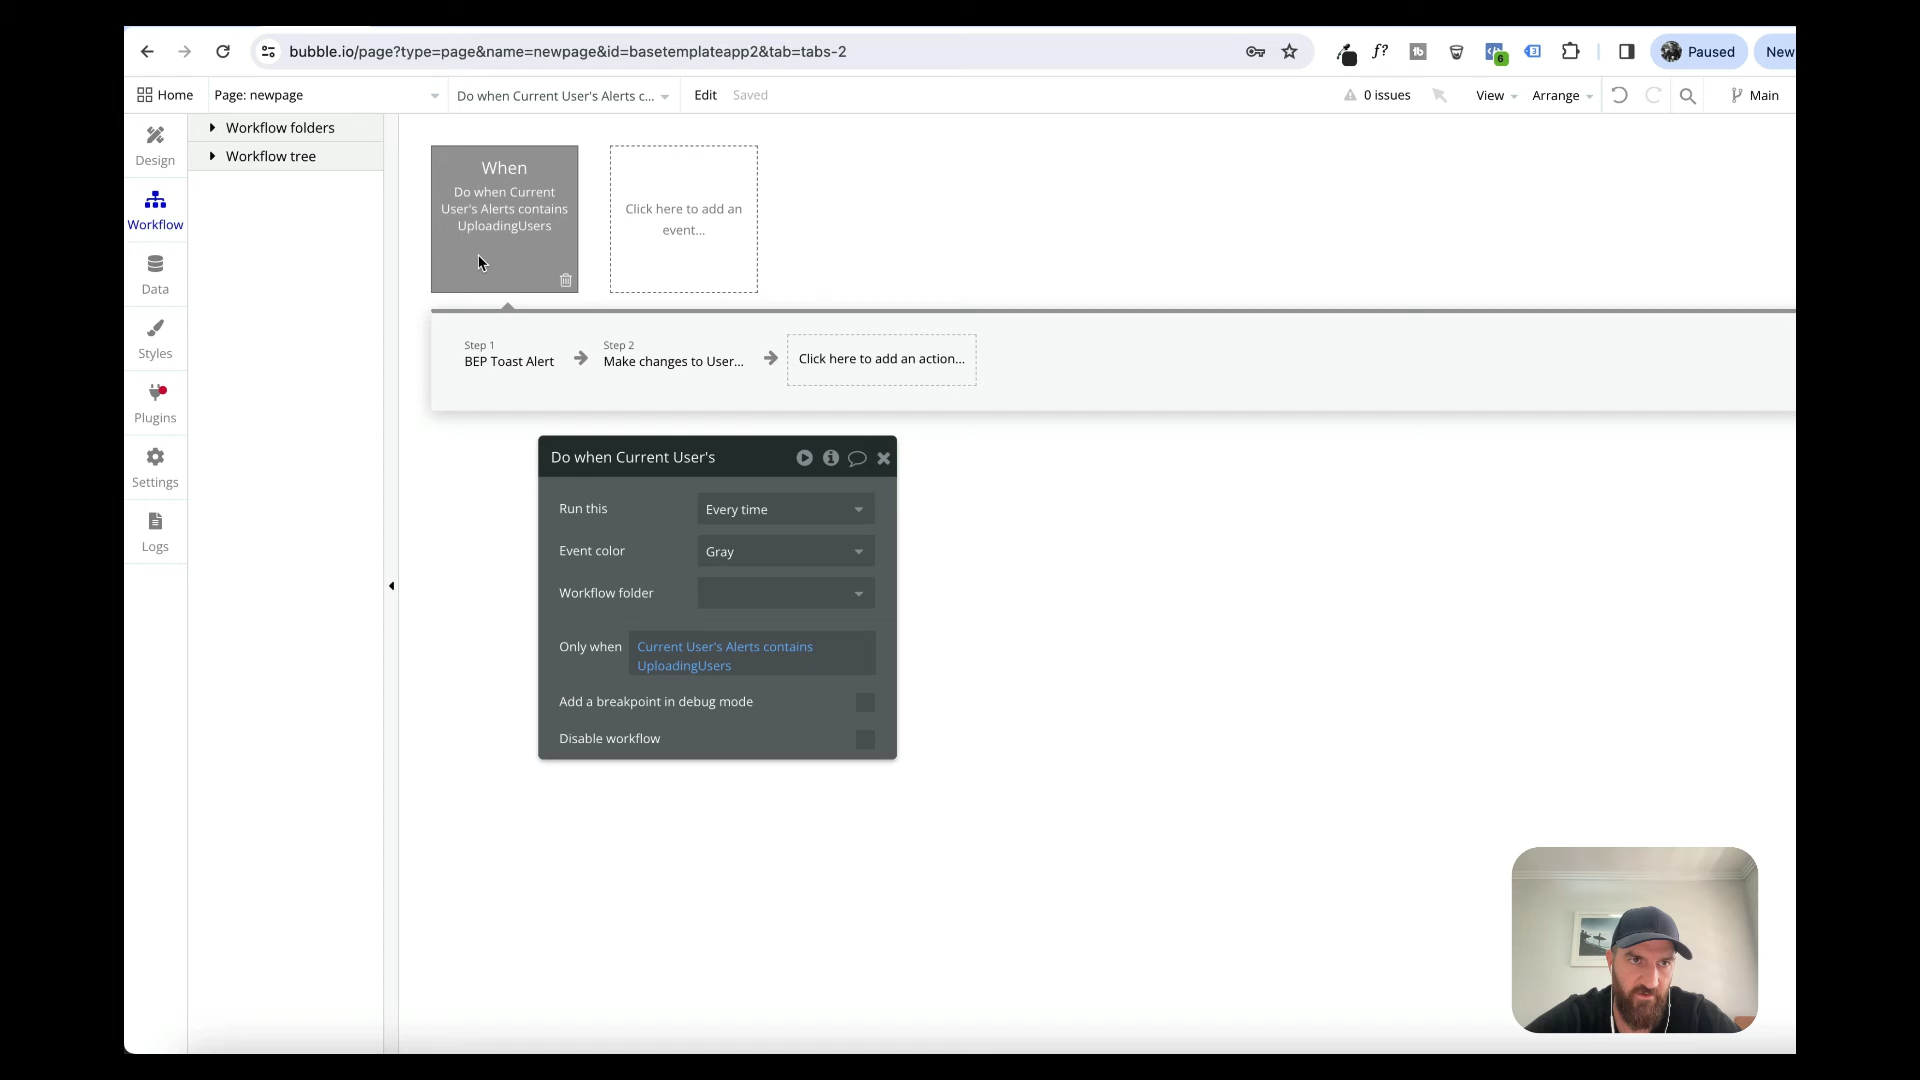 bubble.io/page?type=page&name=newpage&id=basetemplateapp2&tab=tabs-2
f?
6
3
Paused
New
Home
Page: newpage
Do when Current User's Alerts c...
Edit
Saved
0 issues
View
Arrange
Main
Design
Workflow
Data
Styles
Plugins
Settings
Logs
Workflow folders
Workflow tree
When
Do when Current
User's Alerts contains
UploadingUsers
Click here to add an
event...
Step 1
BEP Toast Alert
Step 2
Make changes to User...
Click here to add an action...
Do when Current User's
Run this
Every time
Event color
Gray
Workflow folder
Only when
Current User's Alerts contains
UploadingUsers
Add a breakpoint in debug mode
Disable workflow